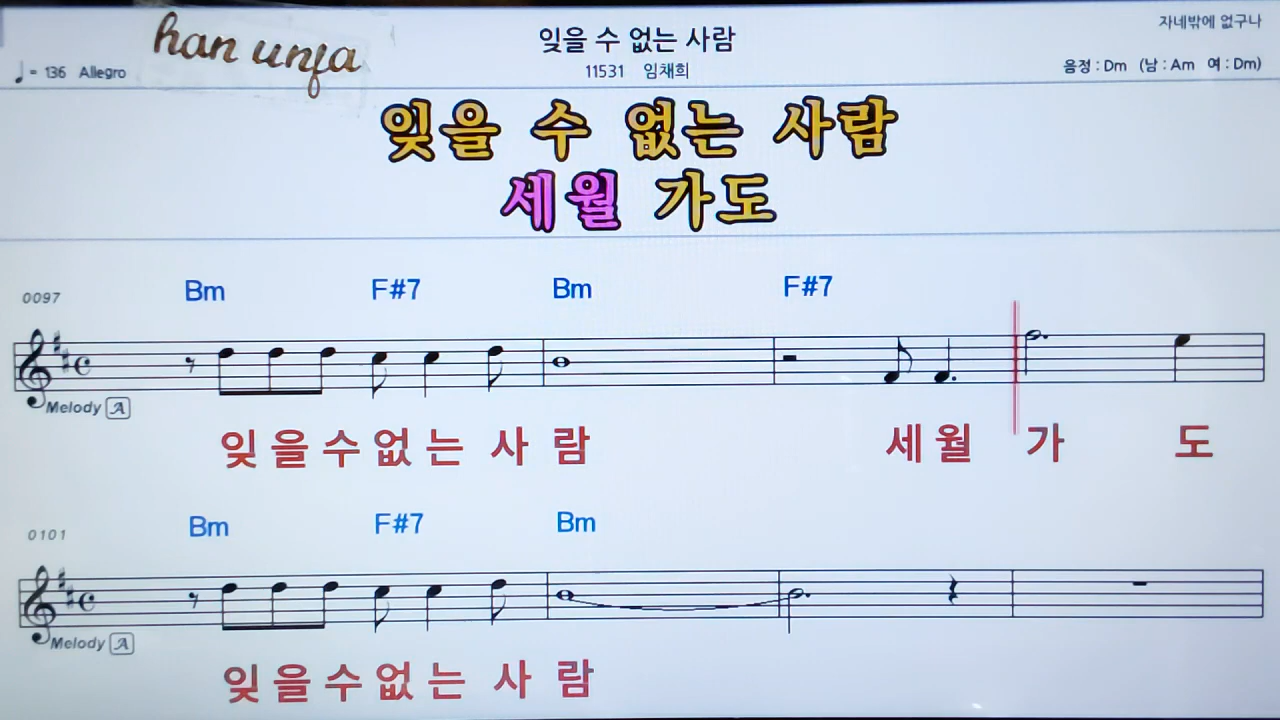 han unfa
잊을 수 없는 사람
자네밖에 없구나
♩= 136 Allegro
11531 임채희
음정 : Dm (남 : Am 여 : Dm)
잊을 수 없는 사람
세월 가도
0097 Bm F#7 Bm F#7
Melody A
잊을수없는 사 람 세월 가 도
0101 Bm F#7 Bm
Melody A
잊을수없는 사 람